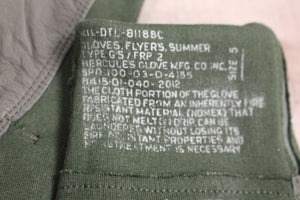 MIL-DTL-81188C
GLOVES, FLYERS, SUMMER
TYPE GS / FRP 2
HERCULES GLOVE MFG CO. INC.
SPO100-03-D-4155
8415-01-040-2012
SIZE 5
THE CLOTH PORTION OF THE GLOVE
FABRICATED FROM AN INHERENTLY FIRE
RESISTANT MATERIAL (NOMEX) THAT
DOES NOT MELT OR DRIP CAN BE
LAUNDERED WITHOUT LOSING ITS
FIRE RESISTANT PROPERTIES AND
RETREATMENT IS NECESSARY